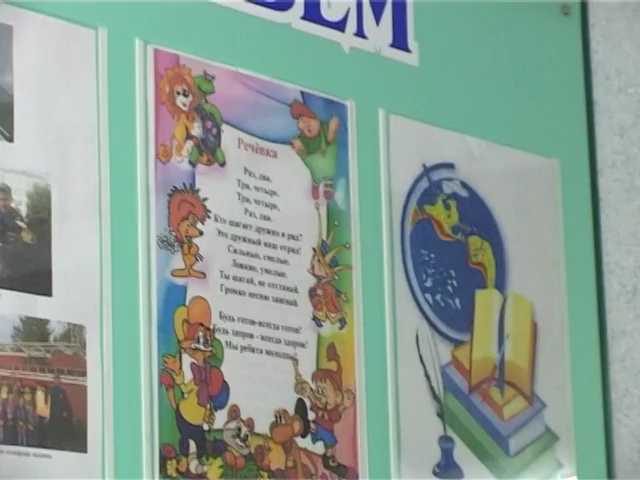 ВЕМ
Речёвка
Раз, два,
Три, четыре,
Три, четыре,
Раз, два.
Кто шагает дружно в ряд?
Это дружный наш отряд!
Сильные, смелые.
Ловкие, умелые.
Ты шагай, не отставай,
Громко песню запевай.
Будь готов-всегда готов!
Будь здоров - всегда здоров!
Мы ребята молодцы!